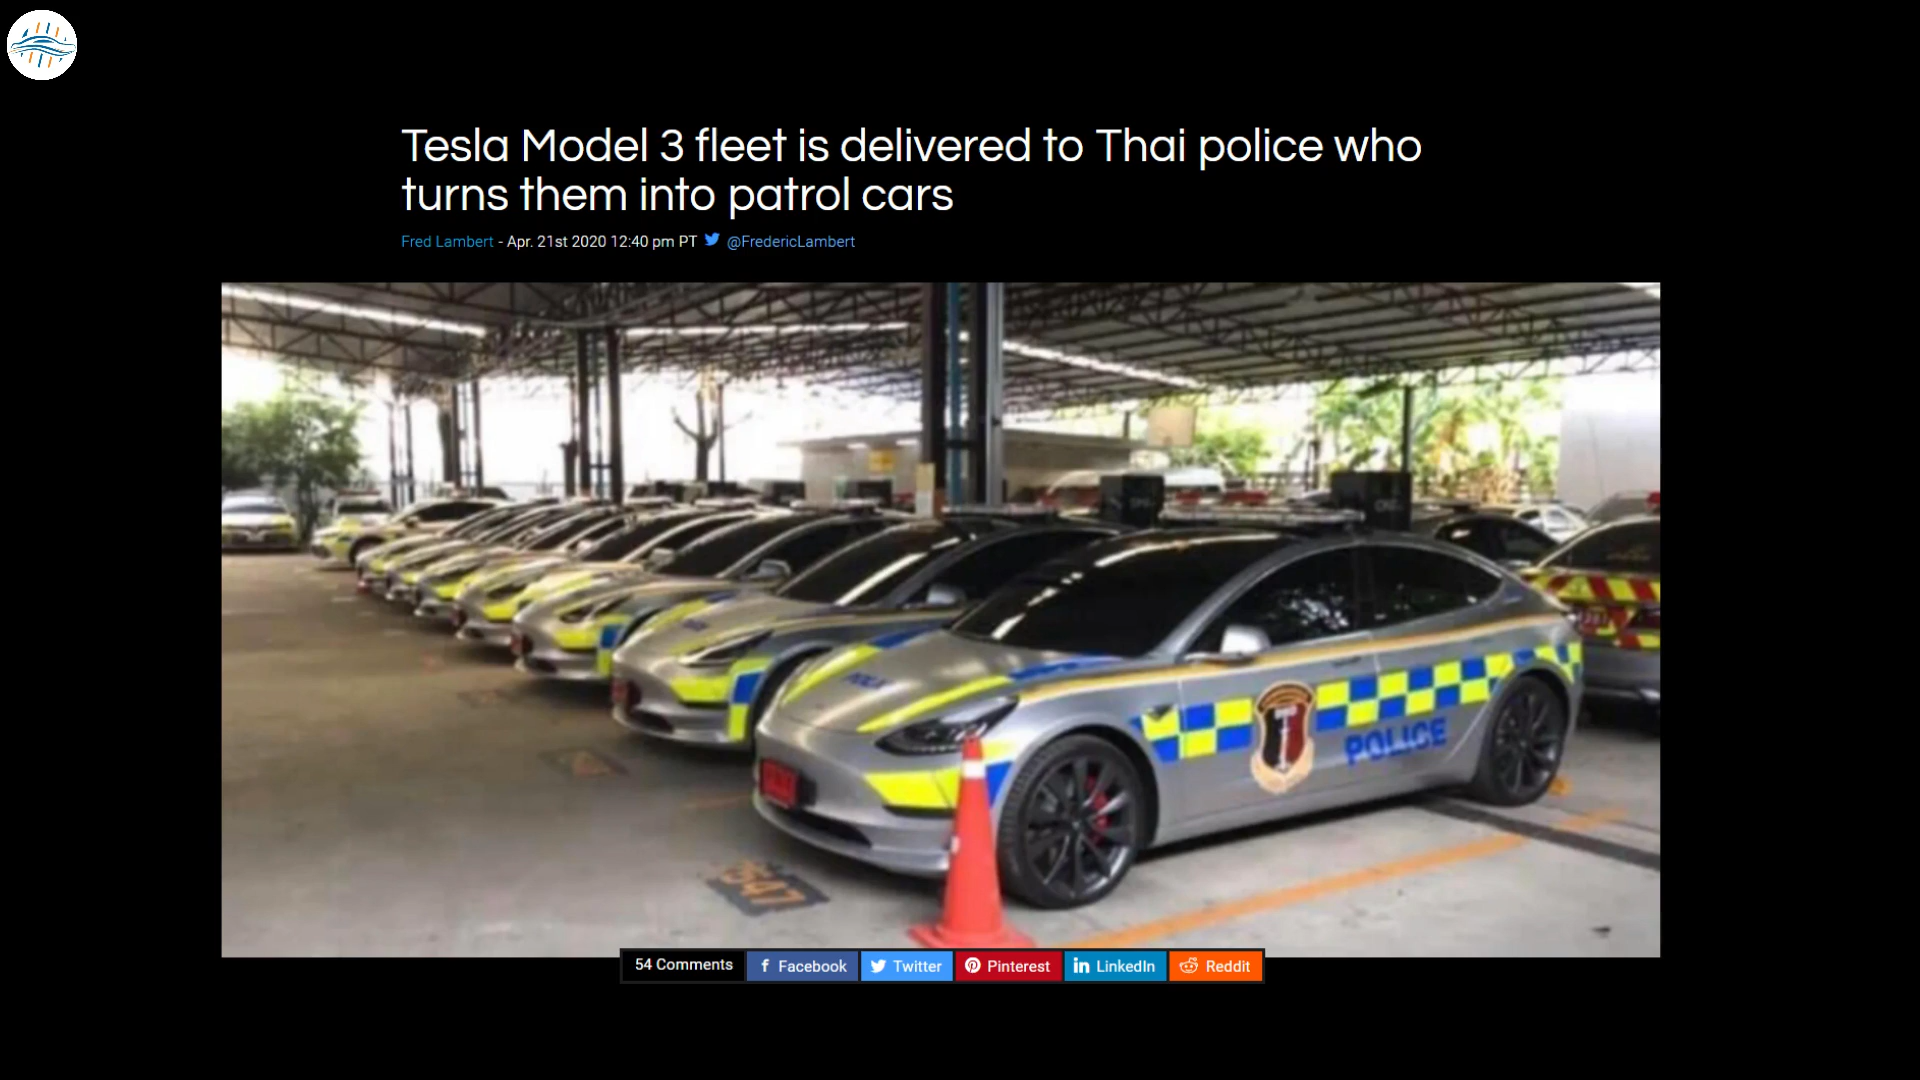 Tesla Model 3 fleet is delivered to Thai police who
turns them into patrol cars
Fred Lambert - Apr. 21st 2020 12:40 pm PT @FredericLambert
POLICE
54 Comments
Facebook
Twitter
Pinterest
LinkedIn
Reddit